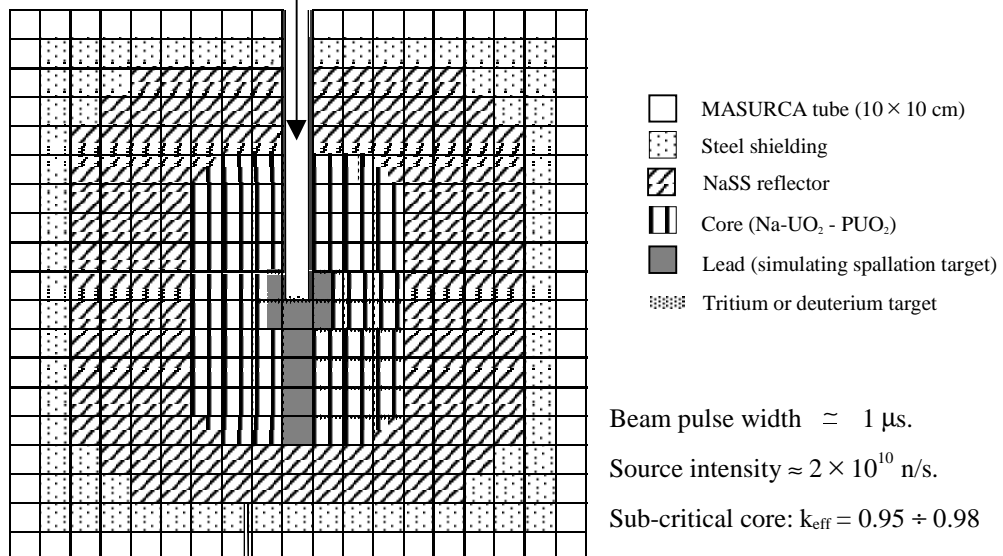 MASURCA tube (10 × 10 cm)
Steel shielding
NaSS reflector
Core (Na-UO₂ - PUO₂)
Lead (simulating spallation target)
Tritium or deuterium target
Beam pulse width ≃ 1 μs.
Source intensity ≈ 2 × 10¹⁰ n/s.
Sub-critical core: k_eff = 0.95 ÷ 0.98